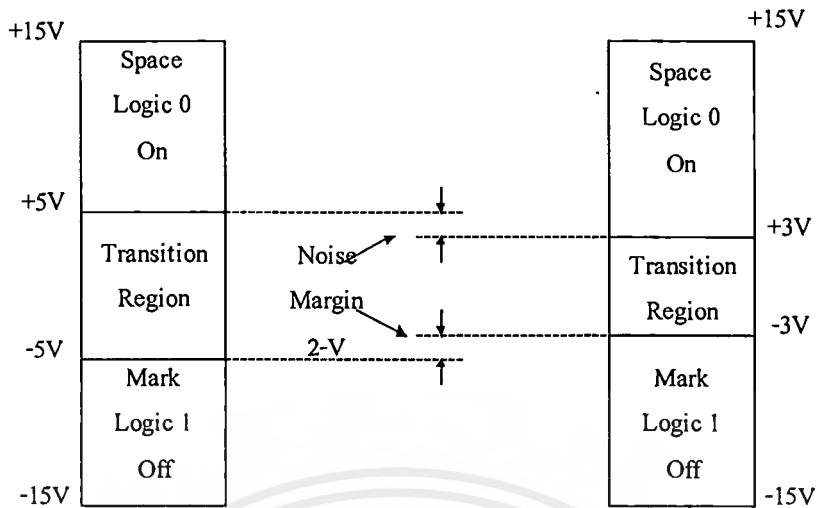 +15V
Space
Logic 0
On
+5V
Transition
Region
-5V
Mark
Logic 1
Off
-15V
Noise
Margin
2-V
+15V
Space
Logic 0
On
+3V
Transition
Region
-3V
Mark
Logic 1
Off
-15V